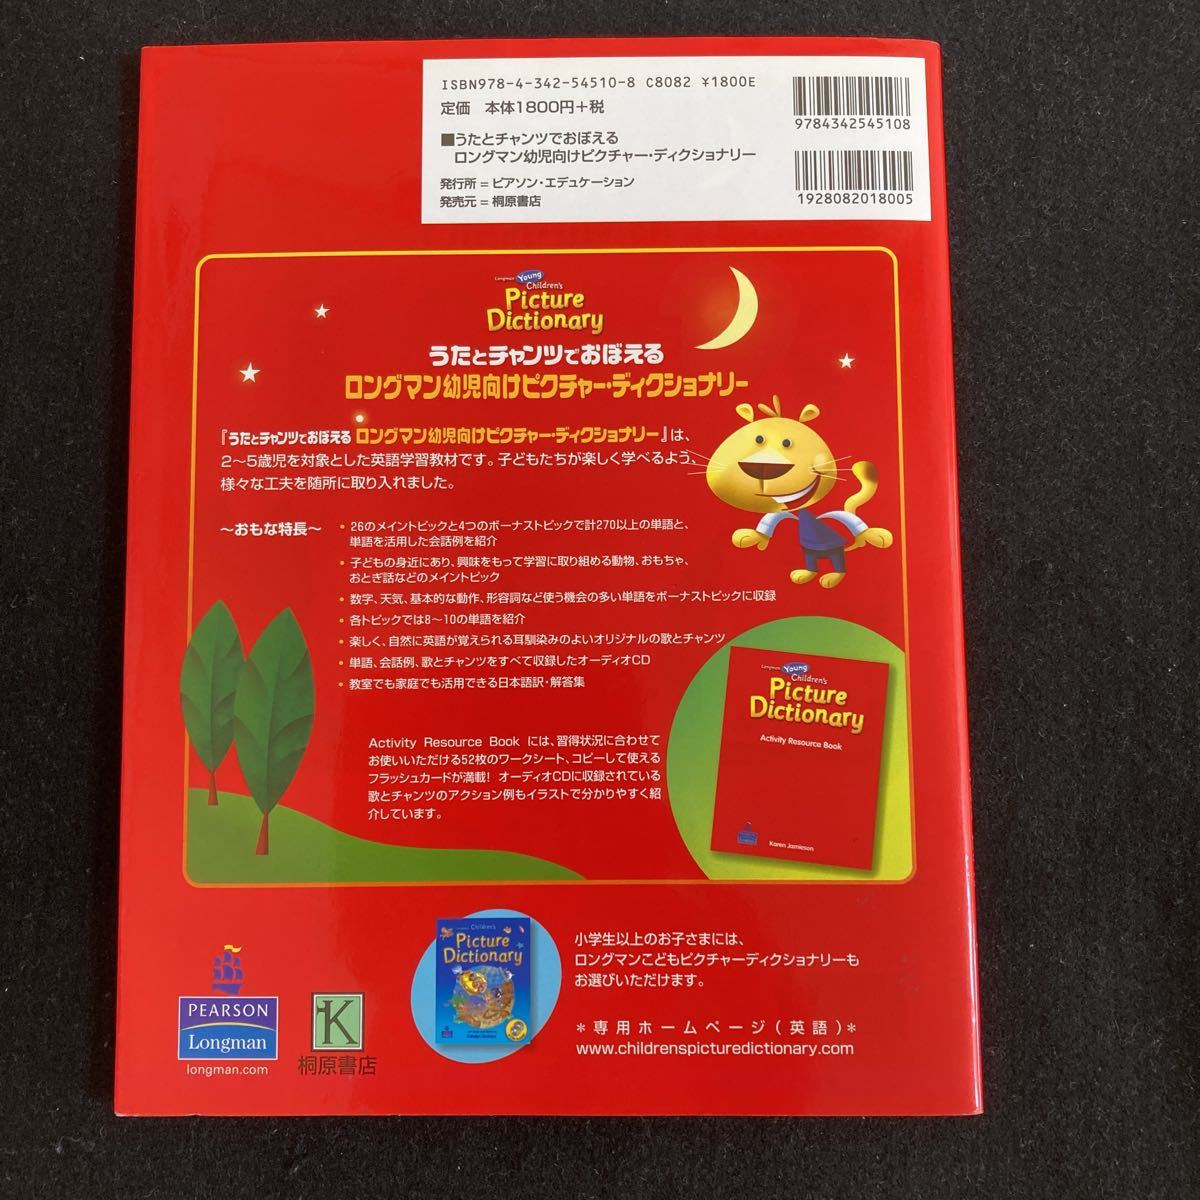 ISBN978-4-342-54510-8 C8082 ¥1800E
定価 本体1800円+税
9784342545108
■うたとチャンツでおぼえる
ロングマン幼児向けピクチャー・ディクショナリー
発行所 = ピアソン・エデュケーション
発売元 = 桐原書店
1928082018005
Longman Young
Children's
Picture
Dictionary
うたとチャンツでおぼえる
ロングマン幼児向けピクチャー・ディクショナリー
『うたとチャンツでおぼえる ロングマン幼児向けピクチャー・ディクショナリー』は、
2〜5歳児を対象とした英語学習教材です。子どもたちが楽しく学べるよう、
様々な工夫を随所に取り入れました。
〜おもな特長〜
・26のメイントピックと4つのボーナストピックで計270以上の単語と、
単語を活用した会話例を紹介
・子どもの身近にあり、興味をもって学習に取り組める動物、おもちゃ、
おとぎ話などのメイントピック
・数字、天気、基本的な動作、形容詞など使う機会の多い単語をボーナストピックに収録
・各トピックでは8〜10の単語を紹介
・楽しく、自然に英語が覚えられる耳馴染みのよいオリジナルの歌とチャンツ
・単語、会話例、歌とチャンツをすべて収録したオーディオCD
・教室でも家庭でも活用できる日本語訳・解答集
Activity Resource Book には、習得状況に合わせて
お使いいただける52枚のワークシート、コピーして使える
フラッシュカードが満載! オーディオCDに収録されている
歌とチャンツのアクション例もイラストで分かりやすく紹
介しています。
Longman Young
Children's
Picture
Dictionary
Activity Resource Book
Karen Jamieson
Children's
Picture
Dictionary
小学生以上のお子さまには、
ロングマンこどもピクチャーディクショナリーも
お選びいただけます。
PEARSON
Longman
longman.com
K
桐原書店
*専用ホームページ(英語)*
www.childrenspicturedictionary.com